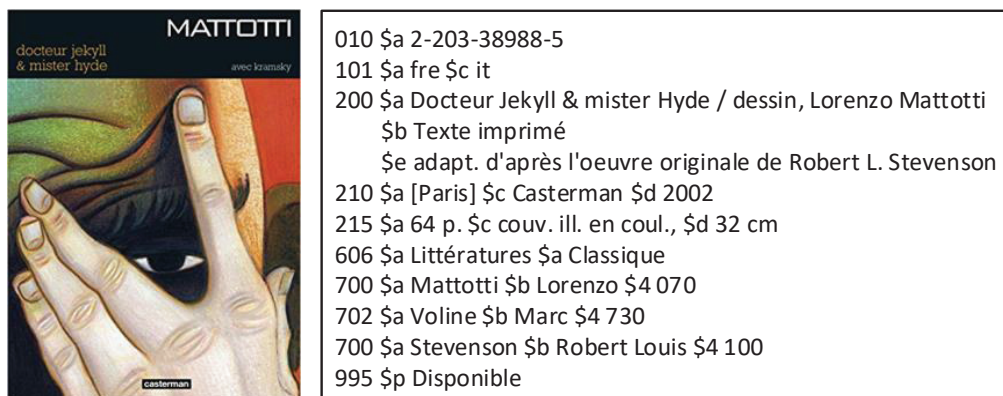 MATTOTTI
docteur jekyll
& mister hyde
avec kramsky
casterman
010 $a 2-203-38988-5
101 $a fre $c it
200 $a Docteur Jekyll & mister Hyde / dessin, Lorenzo Mattotti
$b Texte imprimé
$e adapt. d'après l'oeuvre originale de Robert L. Stevenson
210 $a [Paris] $c Casterman $d 2002
215 $a 64 p. $c couv. ill. en coul., $d 32 cm
606 $a Littératures $a Classique
700 $a Mattotti $b Lorenzo $4 070
702 $a Voline $b Marc $4 730
700 $a Stevenson $b Robert Louis $4 100
995 $p Disponible